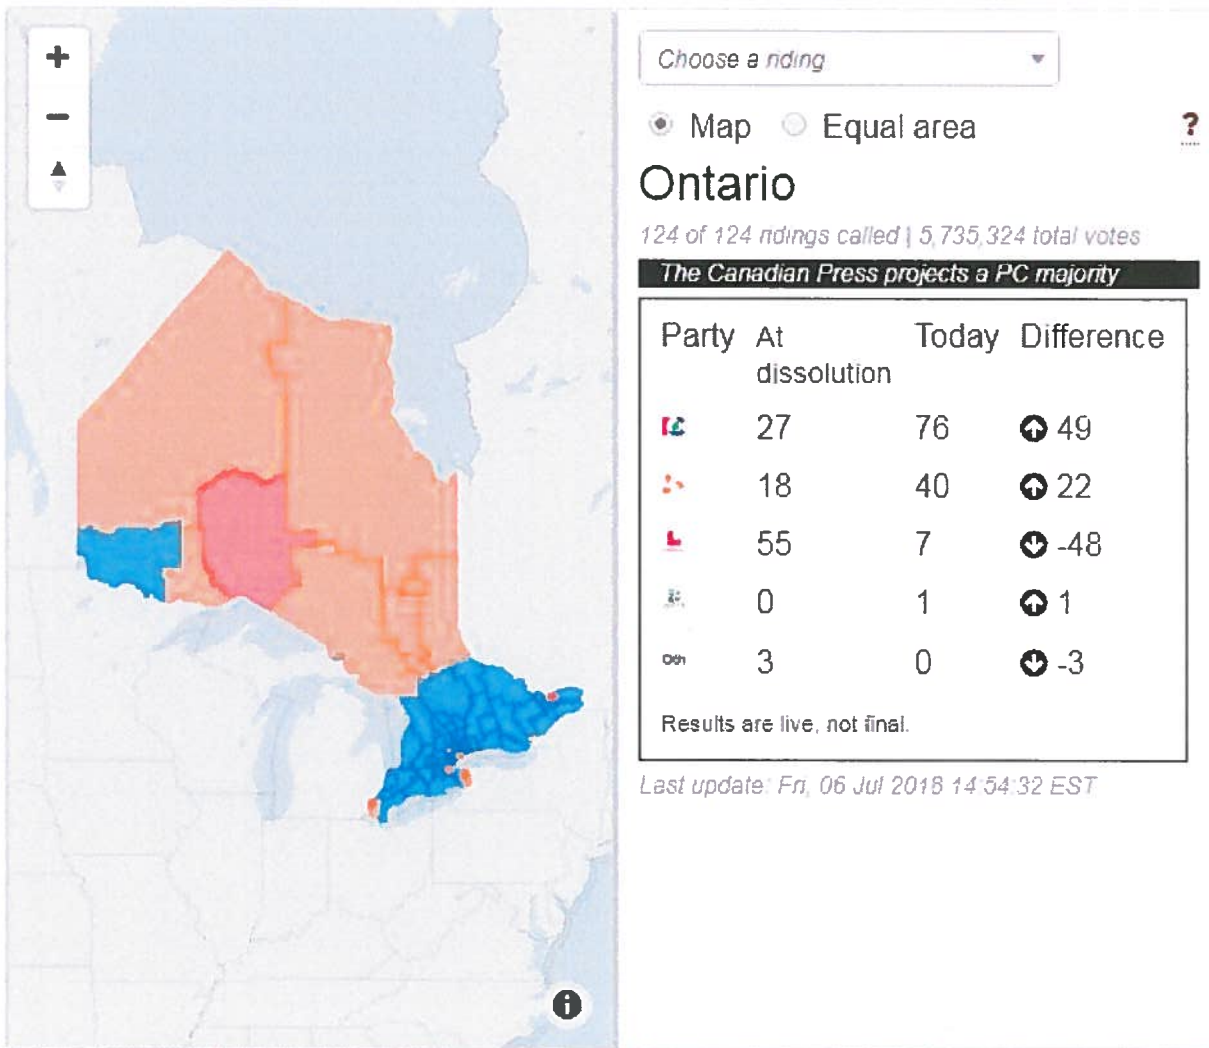 Choose a riding
Map Equal area ?
Ontario
124 of 124 ridings called | 5,735,324 total votes
The Canadian Press projects a PC majority
Party At dissolution Today Difference
27 76 49
18 40 22
L 55 7 -48
0 1 1
Oth 3 0 -3
Results are live, not final.
Last update: Fri, 06 Jul 2018 14:54:32 EST